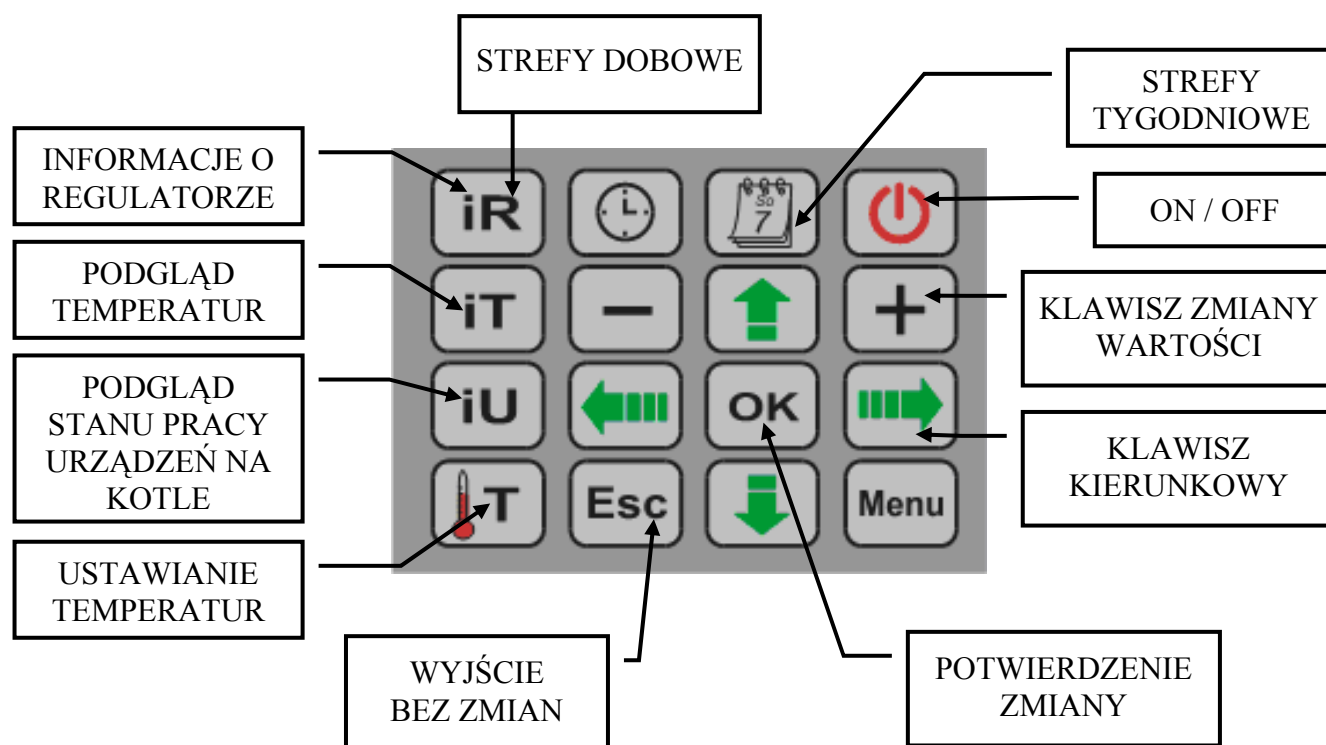 STREFY DOBOWE
STREFY
TYGODNIOWE
INFORMACJE O
REGULATORZE
ON / OFF
PODGLĄD
TEMPERATUR
KLAWISZ ZMIANY
WARTOŚCI
PODGLĄD
STANU PRACY
URZĄDZEŃ NA
KOTLE
KLAWISZ
KIERUNKOWY
USTAWIANIE
TEMPERATUR
WYJŚCIE
BEZ ZMIAN
POTWIERDZENIE
ZMIANY
iR
So
7
iT
−
+
iU
OK
T
Esc
Menu